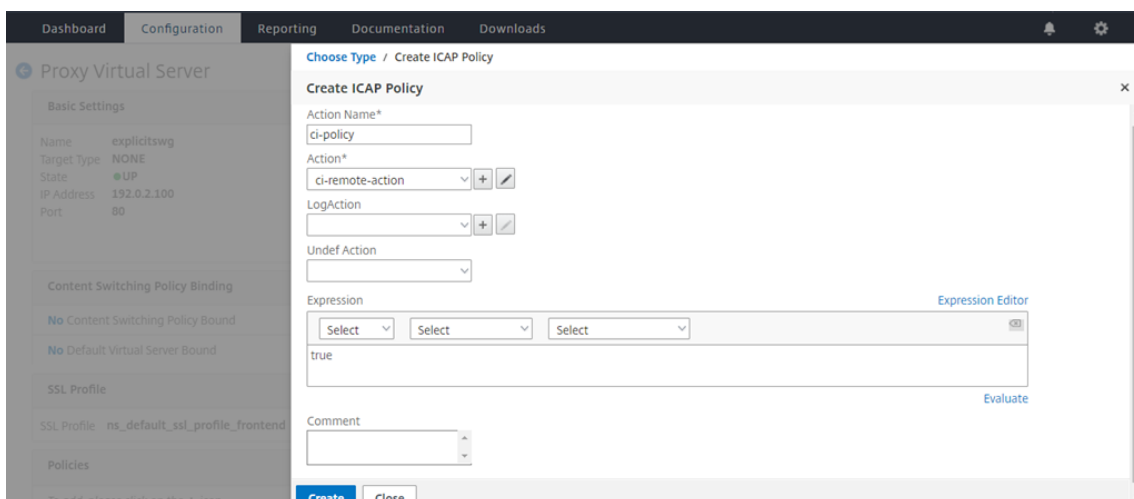 Dashboard Configuration Reporting Documentation Downloads
Proxy Virtual Server
Basic Settings
Name explicitswg
Target Type NONE
State UP
IP Address 192.0.2.100
Port 80
Content Switching Policy Binding
No Content Switching Policy Bound
No Default Virtual Server Bound
SSL Profile
SSL Profile ns_default_ssl_profile_frontend
Policies
Choose Type / Create ICAP Policy
Create ICAP Policy
Action Name*
ci-policy
Action*
ci-remote-action
LogAction
Undef Action
Expression Expression Editor
Select Select Select
true
Evaluate
Comment
Create Close